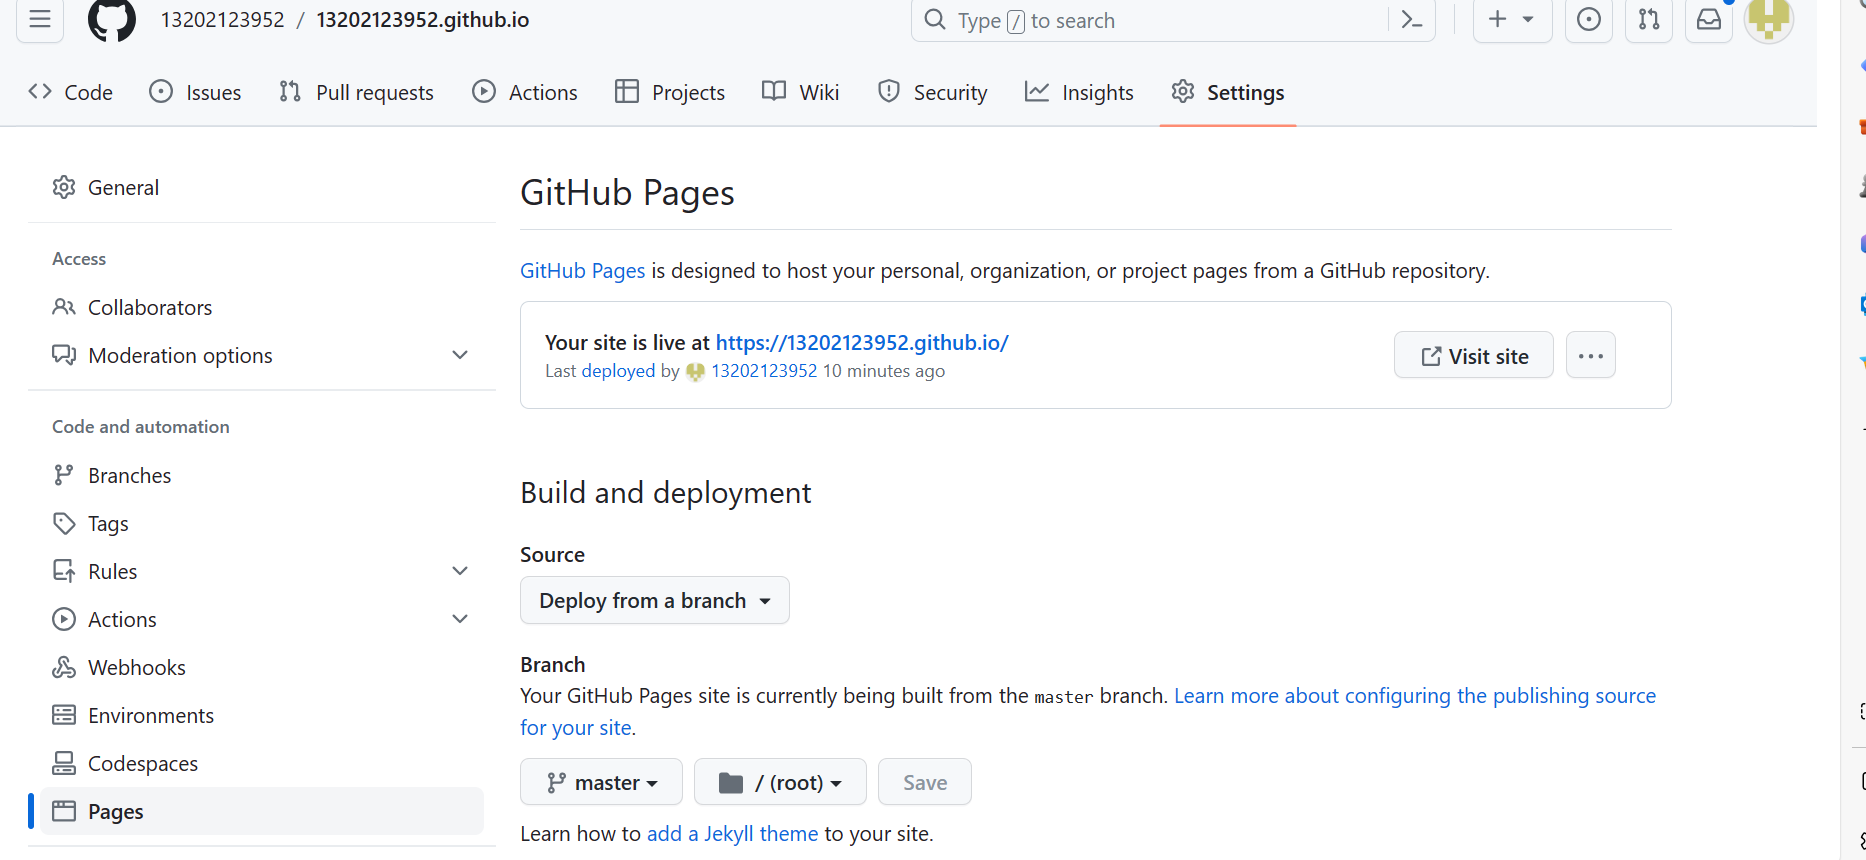 13202123952 / 13202123952.github.io
Type / to search
Code Issues Pull requests Actions Projects Wiki Security Insights Settings
General
Access
Collaborators
Moderation options
Code and automation
Branches
Tags
Rules
Actions
Webhooks
Environments
Codespaces
Pages
GitHub Pages
GitHub Pages is designed to host your personal, organization, or project pages from a GitHub repository.
Your site is live at https://13202123952.github.io/
Last deployed by 13202123952 10 minutes ago
Visit site
Build and deployment
Source
Deploy from a branch
Branch
Your GitHub Pages site is currently being built from the master branch. Learn more about configuring the publishing source
for your site.
master / (root) Save
Learn how to add a Jekyll theme to your site.